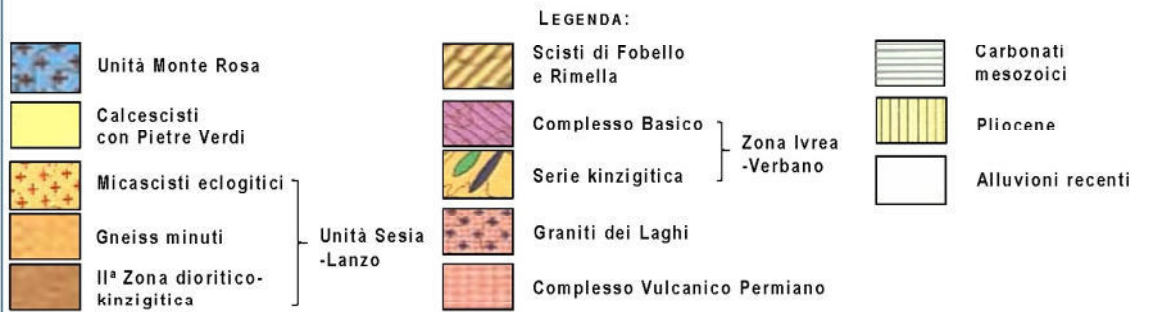 LEGENDA:
Unità Monte Rosa
Calcescisti
con Pietre Verdi
Micascisti eclogitici
Gneiss minuti
IIª Zona dioritico-
kinzigitica
Unità Sesia
-Lanzo
Scisti di Fobello
e Rimella
Complesso Basico
Serie kinzigitica
Zona Ivrea
-Verbano
Graniti dei Laghi
Complesso Vulcanico Permiano
Carbonati
mesozoici
Pliocene
Alluvioni recenti